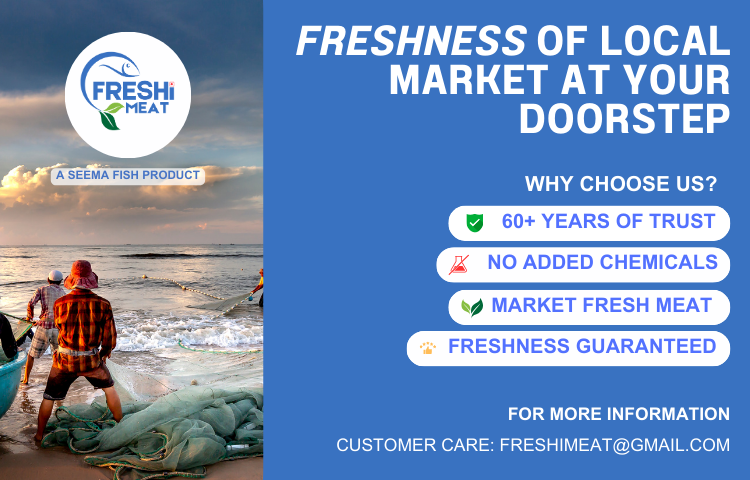 FRESHi
MEAT
A SEEMA FISH PRODUCT
FRESHNESS OF LOCAL
MARKET AT YOUR
DOORSTEP
WHY CHOOSE US?
60+ YEARS OF TRUST
NO ADDED CHEMICALS
MARKET FRESH MEAT
FRESHNESS GUARANTEED
FOR MORE INFORMATION
CUSTOMER CARE: FRESHIMEAT@GMAIL.COM